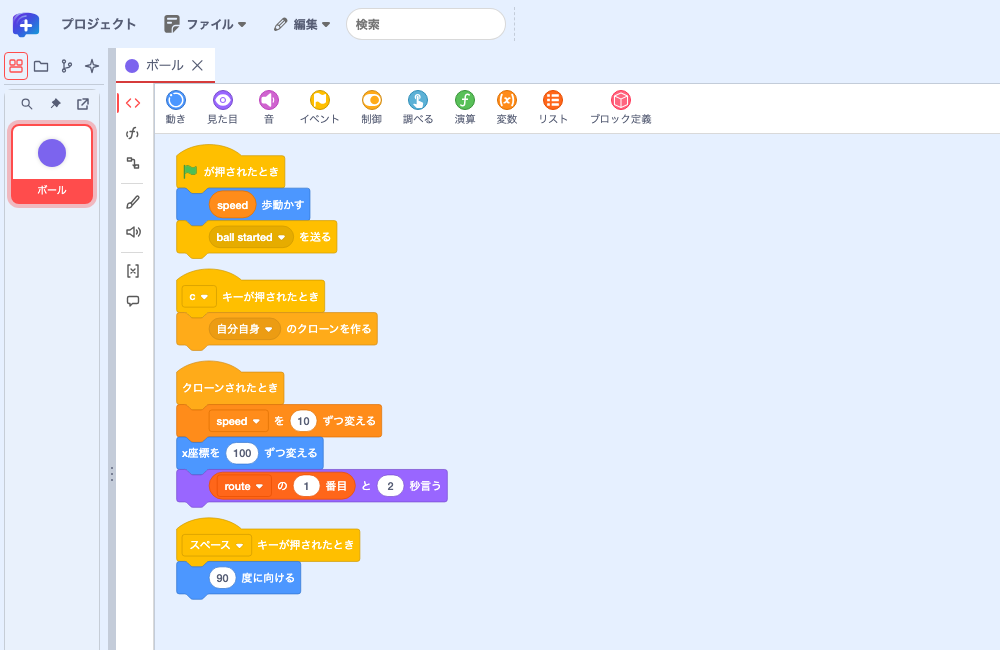 プロジェクト ファイル 編集 検索
ボール
動き 見た目 音 イベント 制御 調べる 演算 変数 リスト ブロック定義
ボール
が押されたとき
speed 歩動かす
ball started を送る
c キーが押されたとき
自分自身 のクローンを作る
クローンされたとき
speed を 10 ずつ変える
x座標を 100 ずつ変える
route の 1 番目 と 2 秒言う
スペース キーが押されたとき
90 度に向ける